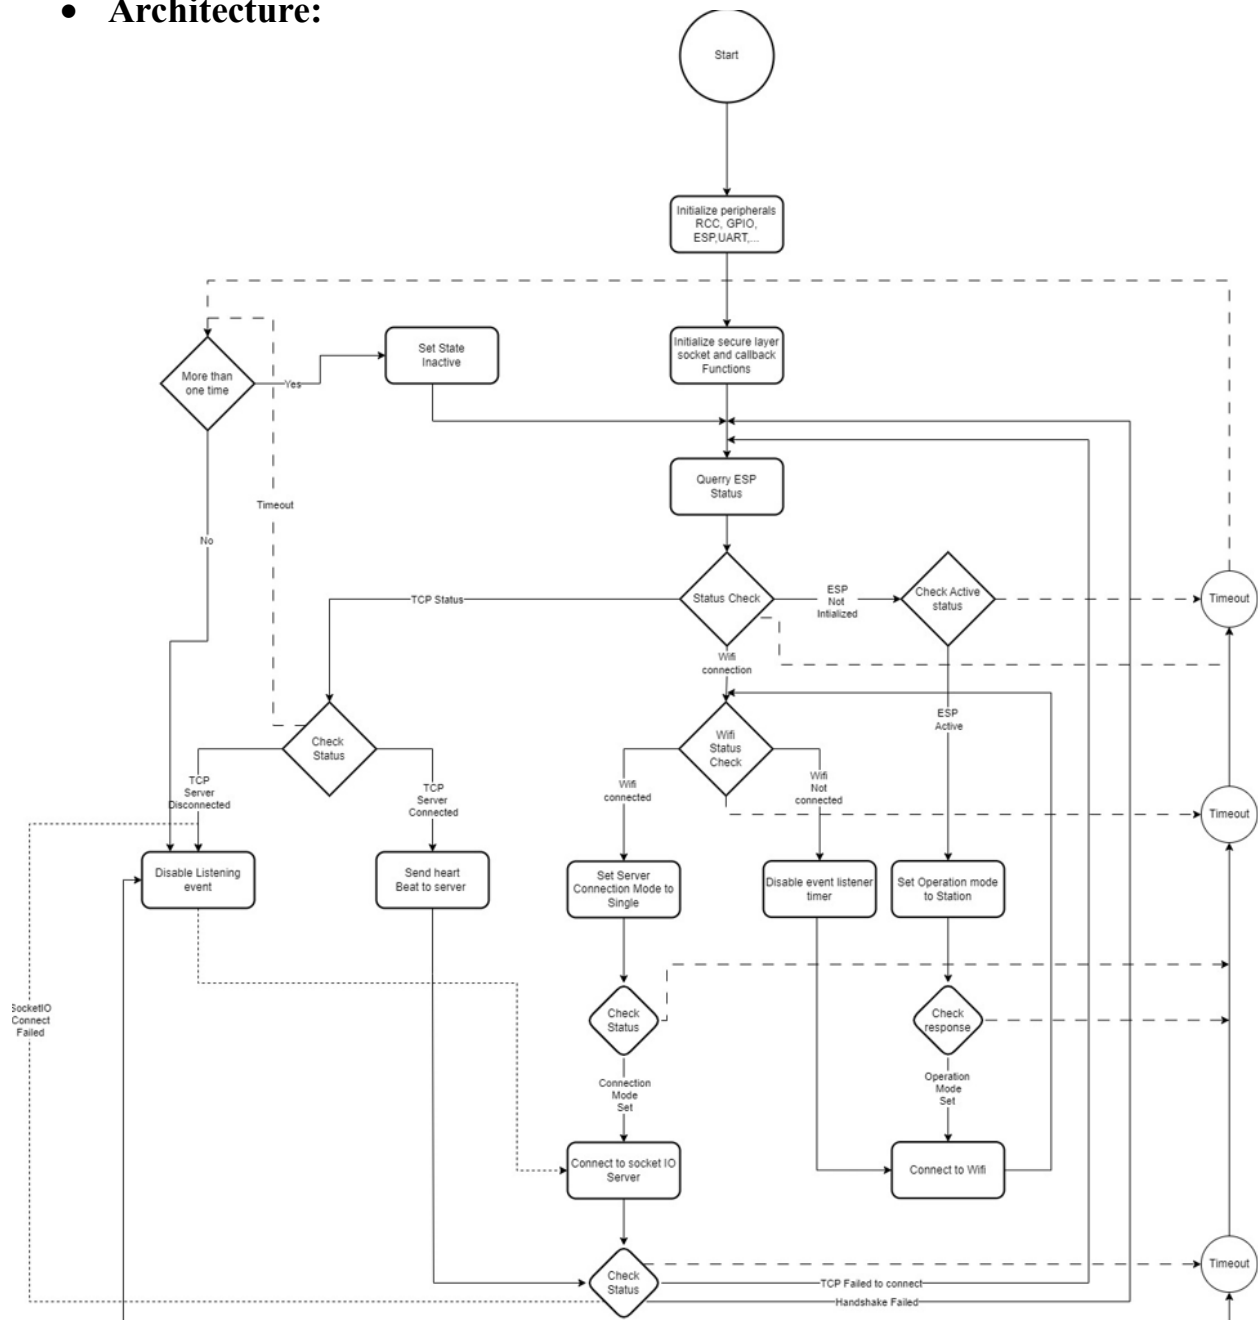 • Architecture:
Start
Initialize peripherals
RCC, GPIO,
ESP,UART,...
Set State
Inactive
Initialize secure layer
socket and callback
Functions
More than
one time
Yes
Querry ESP
Status
Timeout
No
TCP Status
Status Check
ESP
Not
Intialized
Check Active
status
Timeout
Wifi
connection
ESP
Active
Check
Status
Wifi
Status
Check
TCP
Server
Disconnected
TCP
Server
Connected
Wifi
connected
Wifi
Not
connected
Timeout
Disable Listening
event
Send heart
Beat to server
Set Server
Connection Mode to
Single
Disable event listener
timer
Set Operation mode
to Station
SocketIO
Connect
Failed
Check
Status
Check
response
Connection
Mode
Set
Operation
Mode
Set
Connect to socket IO
Server
Connect to Wifi
Check
Status
TCP Failed to connect
Handshake Failed
Timeout